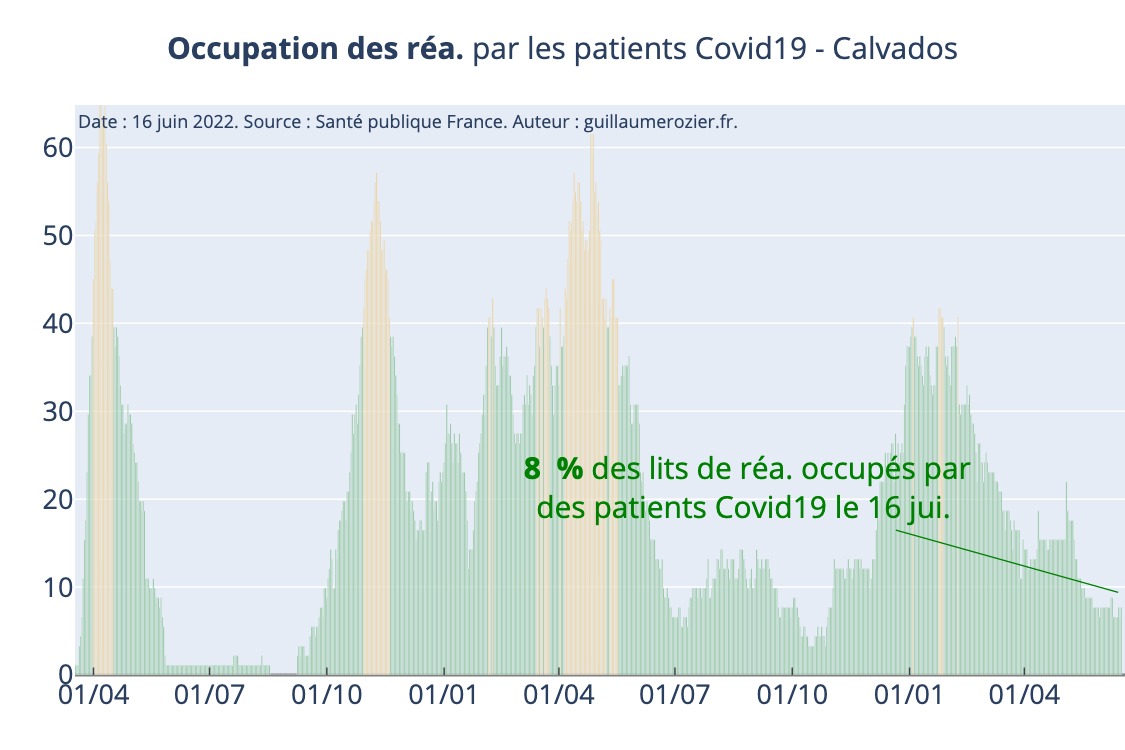 Occupation des réa. par les patients Covid19 - Calvados
Date : 16 juin 2022. Source : Santé publique France. Auteur : guillaumerozier.fr.
60
50
40
30
20
10
0
8 % des lits de réa. occupés par
des patients Covid19 le 16 jui.
01/04 01/07 01/10 01/01 01/04 01/07 01/10 01/01 01/04